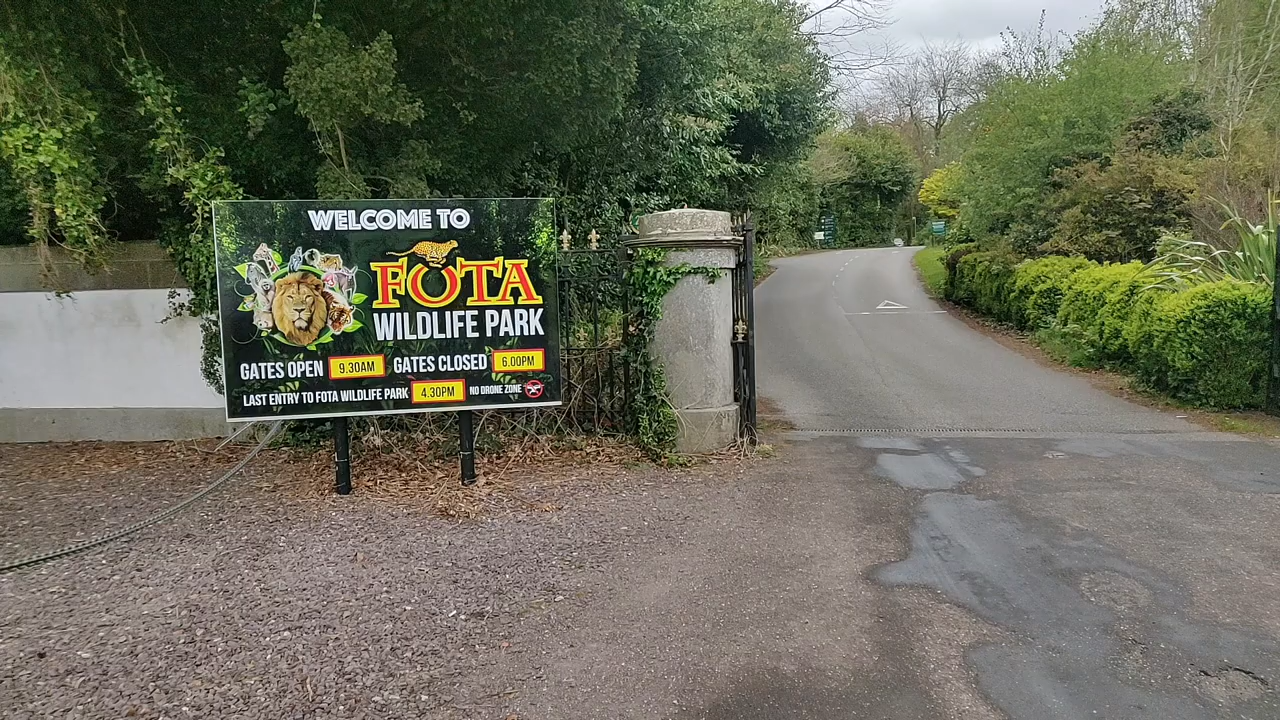 WELCOME TO
FOTA
WILDLIFE PARK
GATES OPEN 9.30AM GATES CLOSED 6.00PM
LAST ENTRY TO FOTA WILDLIFE PARK 4.30PM NO DRONE ZONE